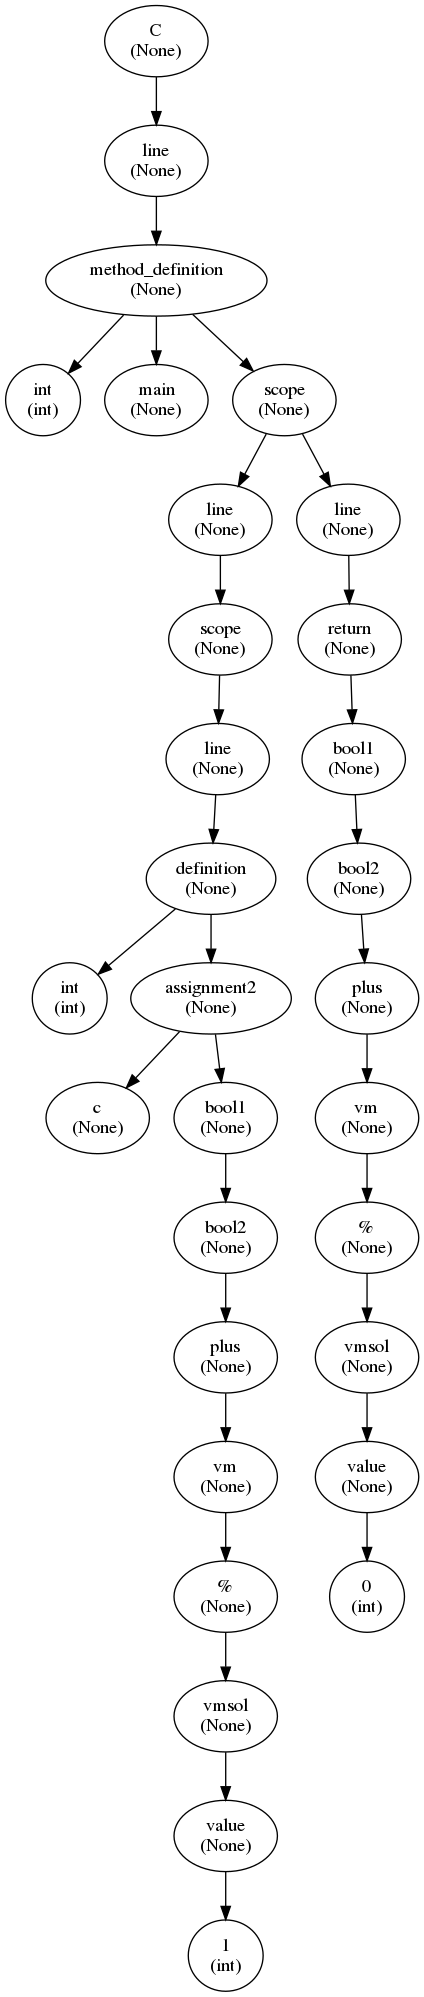 C
(None)
line
(None)
method_definition
(None)
int
(int)
main
(None)
scope
(None)
line
(None)
line
(None)
scope
(None)
return
(None)
line
(None)
bool1
(None)
definition
(None)
bool2
(None)
int
(int)
assignment2
(None)
plus
(None)
c
(None)
bool1
(None)
vm
(None)
bool2
(None)
%
(None)
plus
(None)
vmsol
(None)
vm
(None)
value
(None)
%
(None)
0
(int)
vmsol
(None)
value
(None)
1
(int)